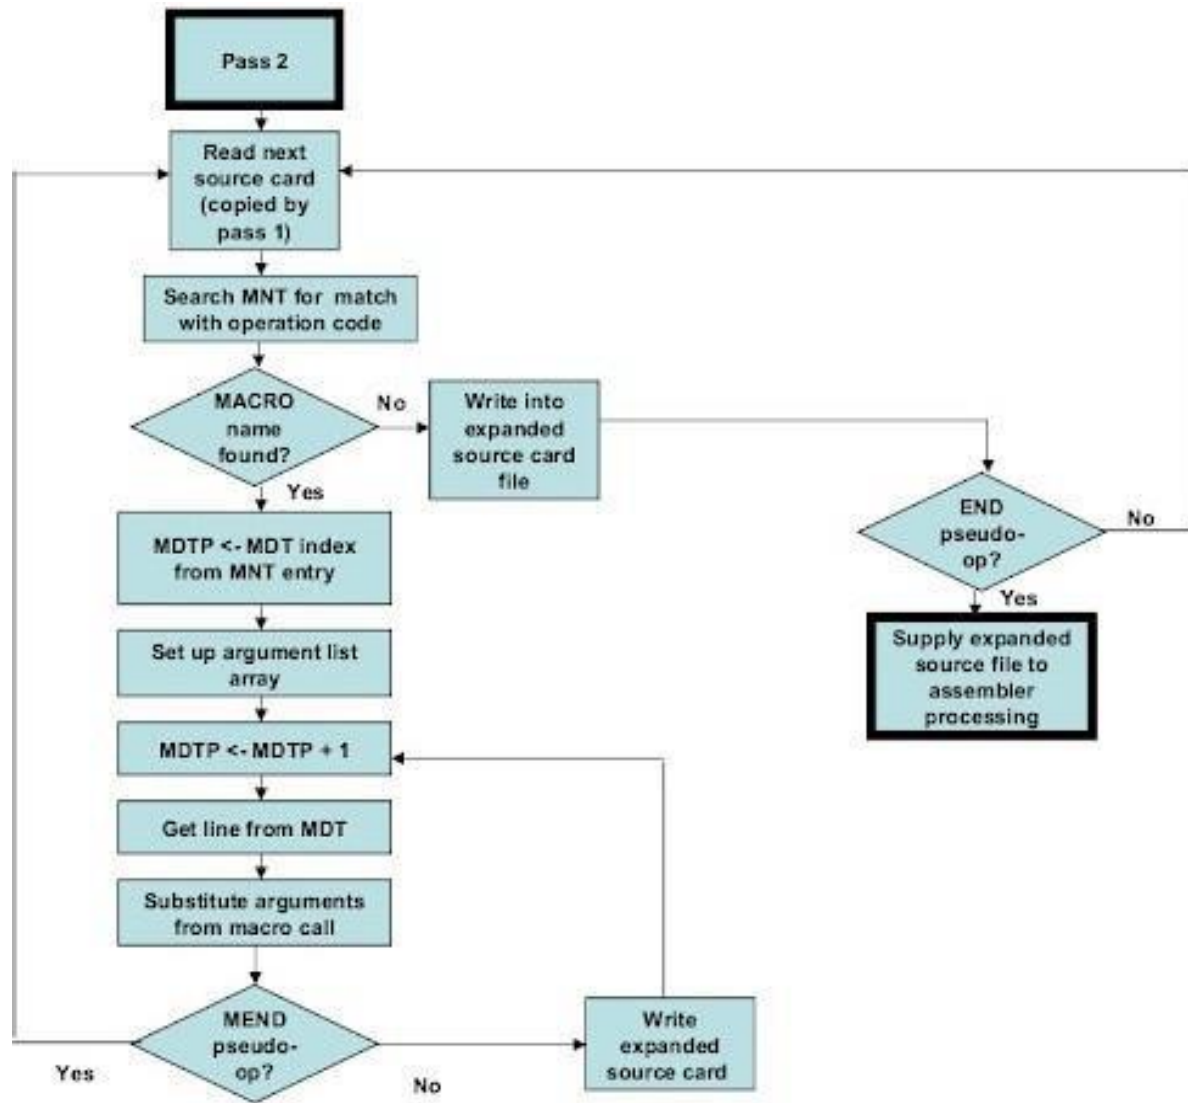 Pass 2
Read next
source card
(copied by
pass 1)
Search MNT for match
with operation code
MACRO
name
found?
No
Write into
expanded
source card
file
Yes
END
pseudo-
op?
No
Yes
Supply expanded
source file to
assembler
processing
MDTP <- MDT index
from MNT entry
Set up argument list
array
MDTP <- MDTP + 1
Get line from MDT
Substitute arguments
from macro call
MEND
pseudo-
op?
Yes
No
Write
expanded
source card